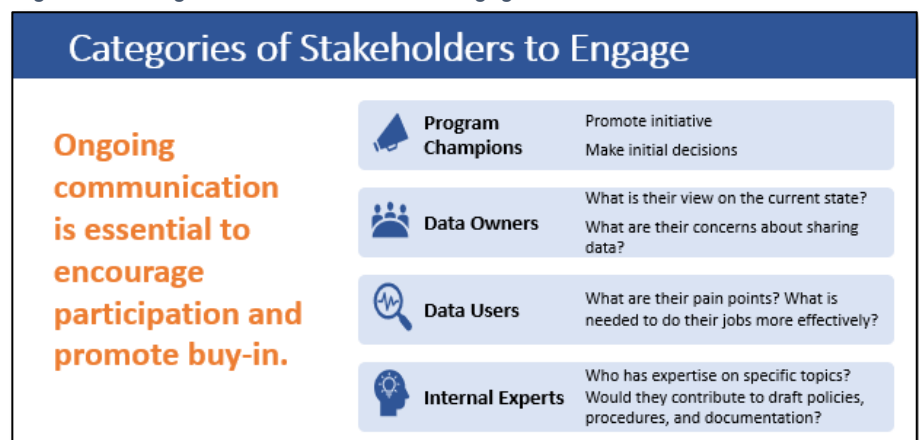 Categories of Stakeholders to Engage
Ongoing
communication
is essential to
encourage
participation and
promote buy-in.
Program
Champions
Promote initiative
Make initial decisions
Data Owners
What is their view on the current state?
What are their concerns about sharing
data?
Data Users
What are their pain points? What is
needed to do their jobs more effectively?
Internal Experts
Who has expertise on specific topics?
Would they contribute to draft policies,
procedures, and documentation?